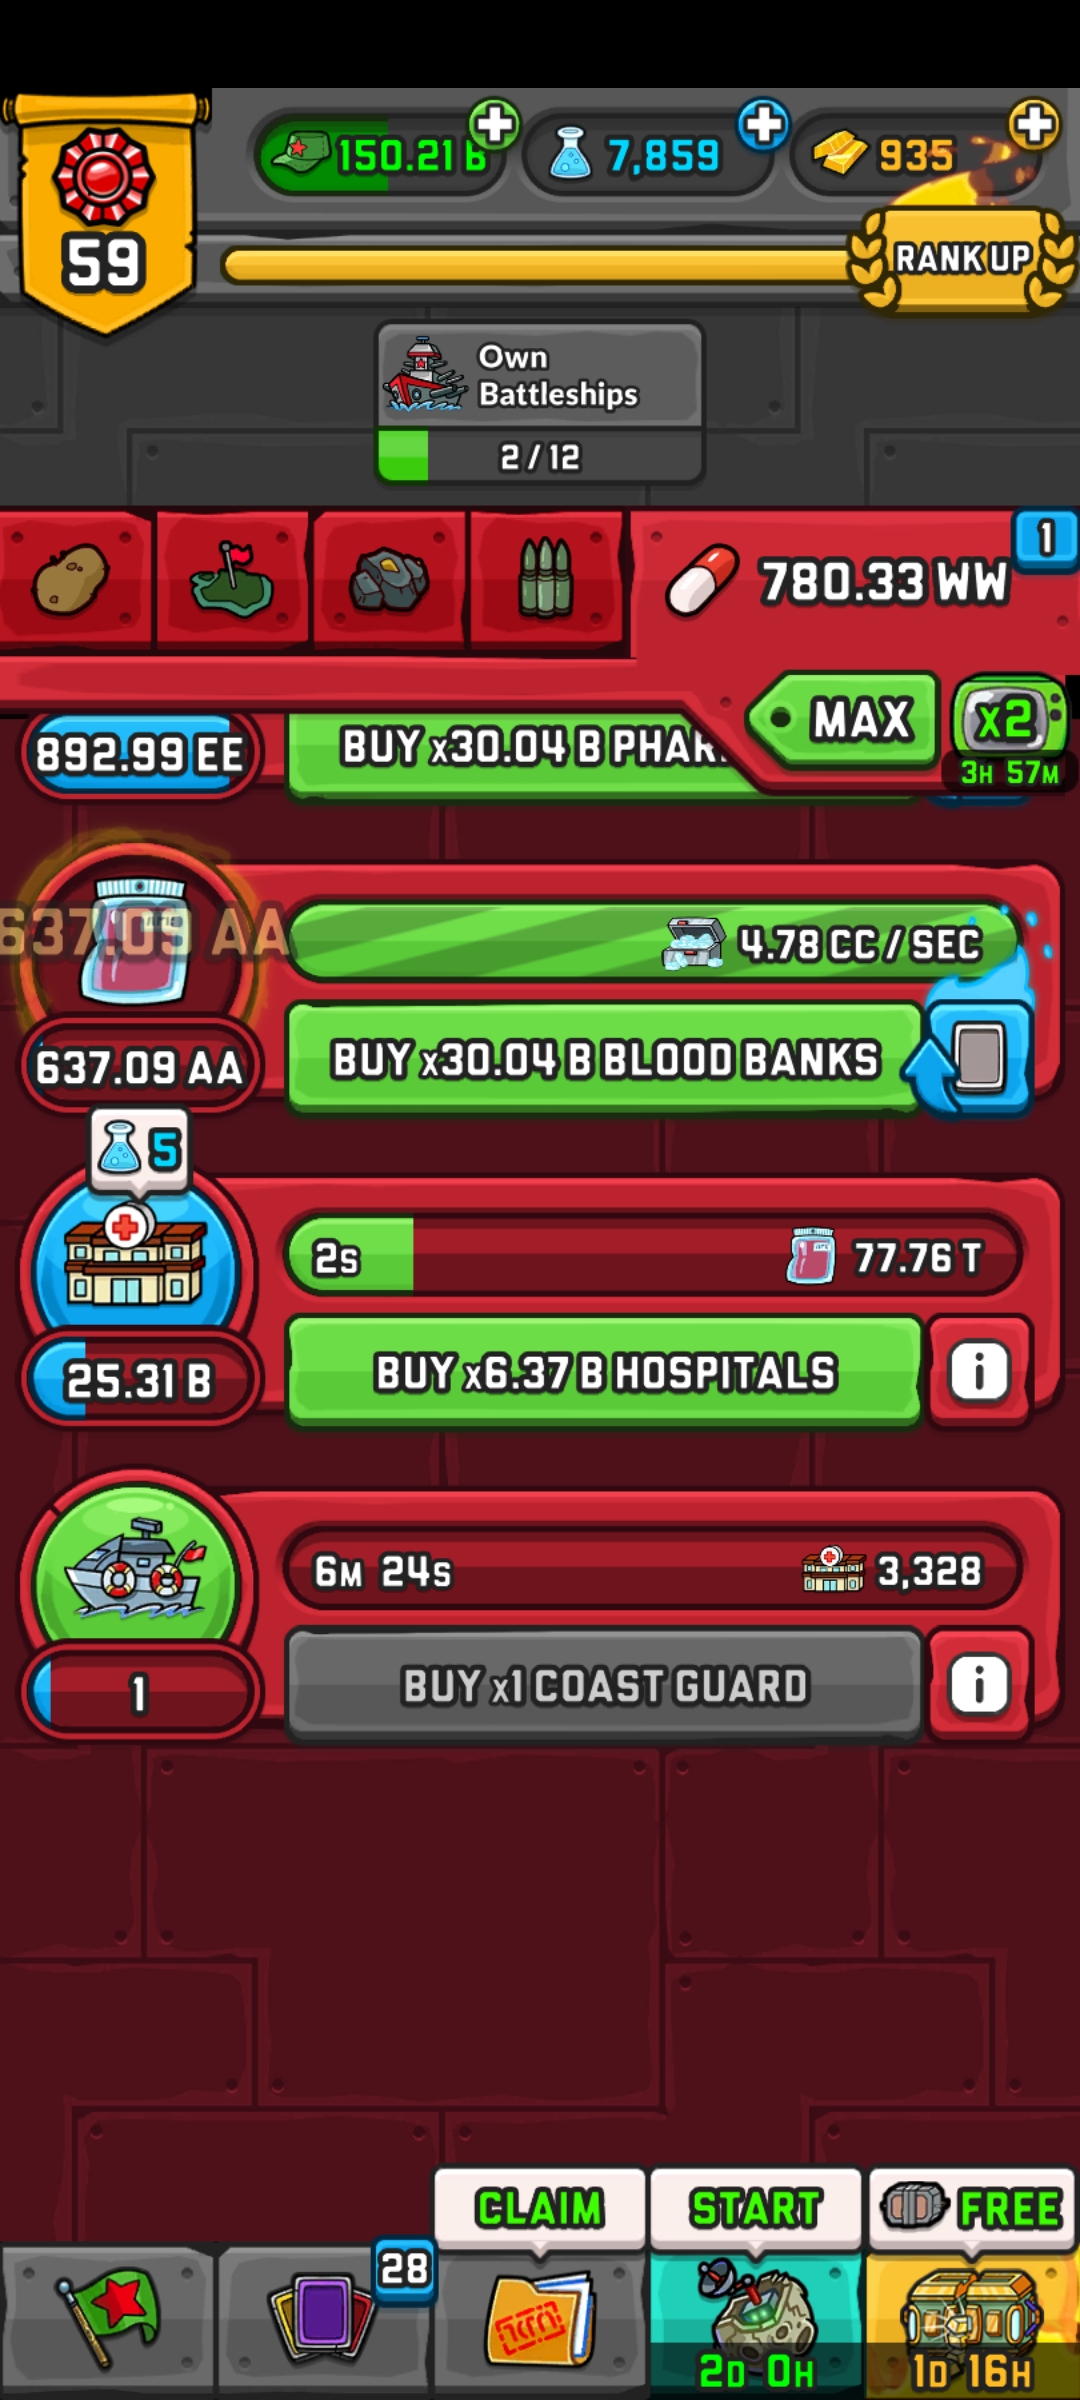 150.21 B
7,859
935
59
RANK UP
Own
Battleships
2 / 12
1
780.33 WW
MAX
x2
3H 57M
892.99 EE
BUY x30.04 B PHAR
637.09 AA
4.78 CC / SEC
637.09 AA
BUY x30.04 B BLOOD BANKS
5
2S
77.76 T
25.31 B
BUY x6.37 B HOSPITALS
i
6M 24S
3,328
1
BUY x1 COAST GUARD
i
CLAIM
START
FREE
28
2D 0H
1D 16H